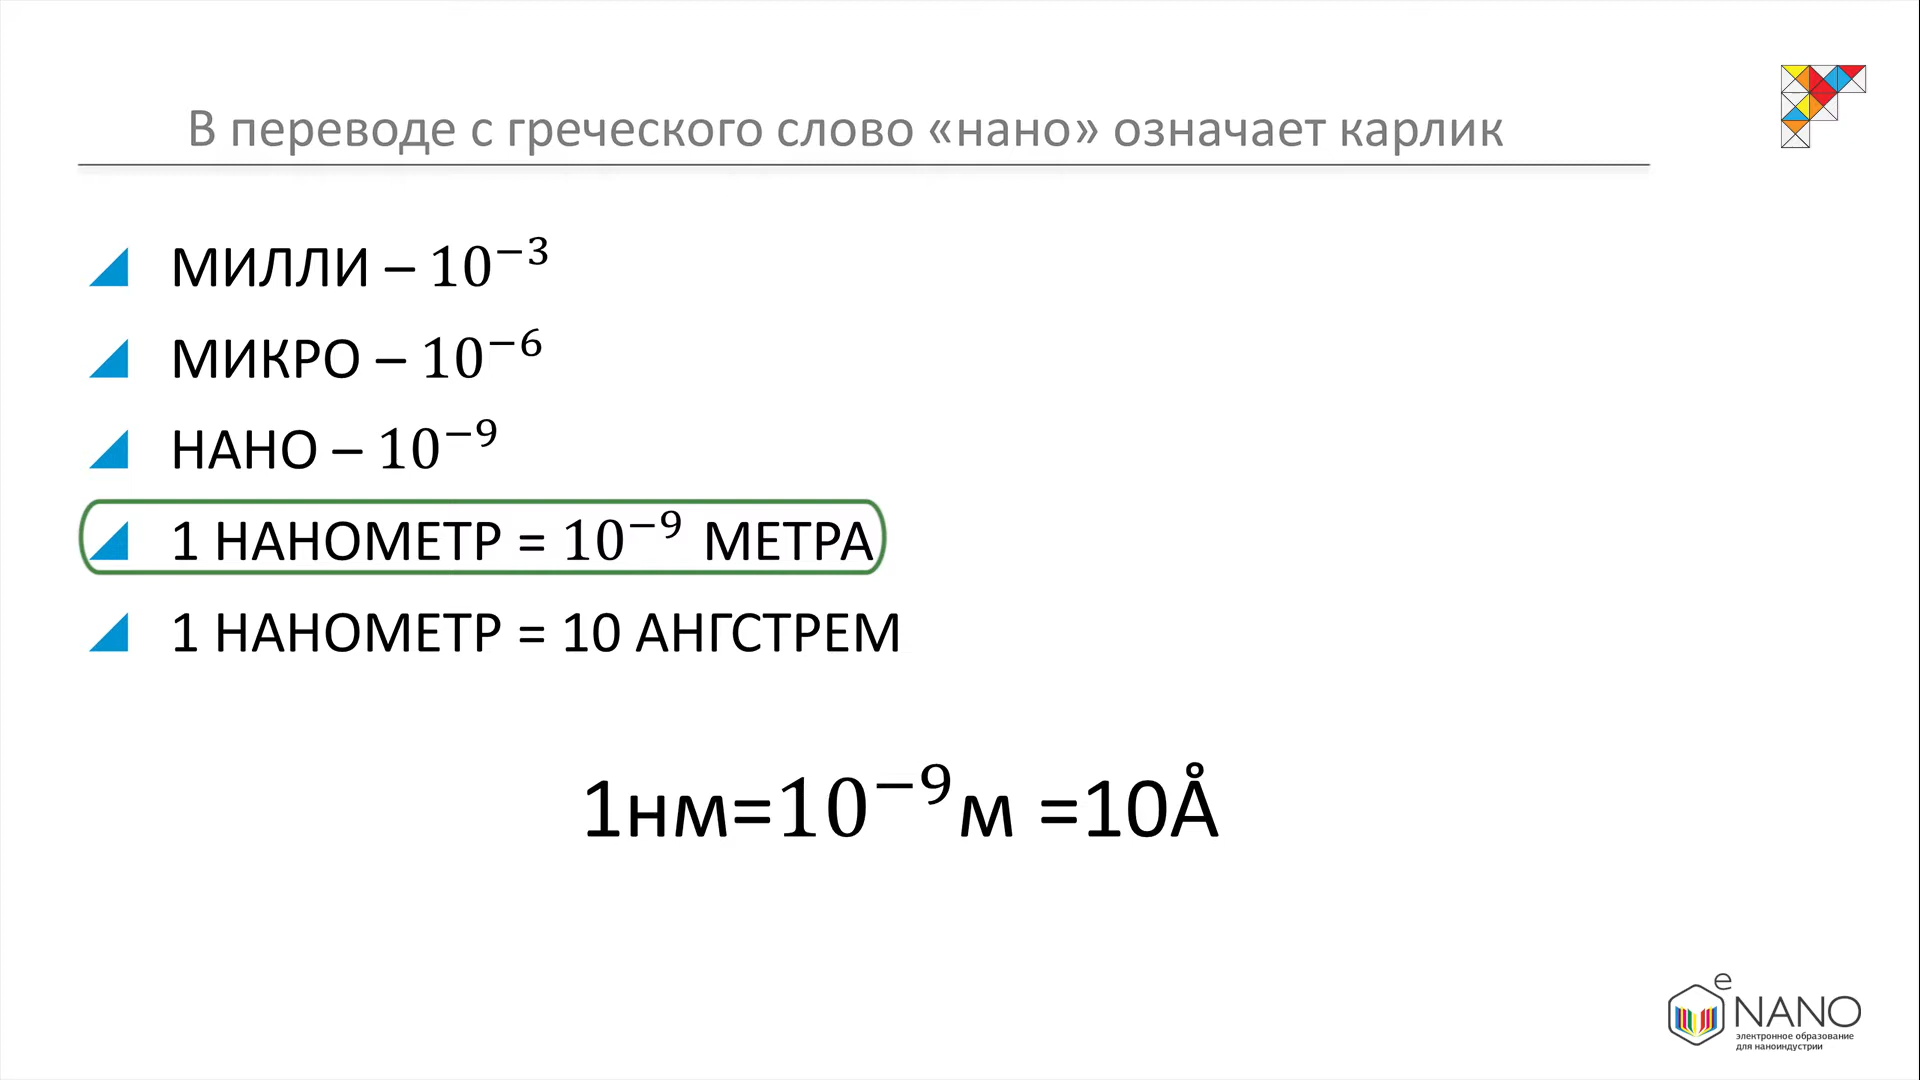 В переводе с греческого слово «нано» означает карлик
МИЛЛИ – 10⁻³
МИКРО – 10⁻⁶
НАНО – 10⁻⁹
1 НАНОМЕТР = 10⁻⁹ МЕТРА
1 НАНОМЕТР = 10 АНГСТРЕМ
1нм=10⁻⁹м =10Å
e
NANO
электронное образование
для наноиндустрии